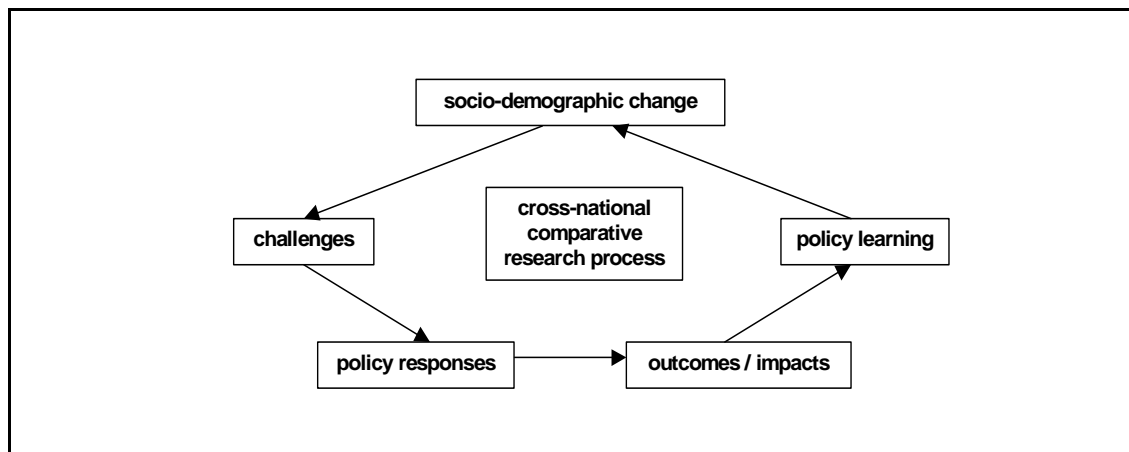 socio-demographic change
cross-national
comparative
research process
challenges
policy learning
policy responses
outcomes / impacts